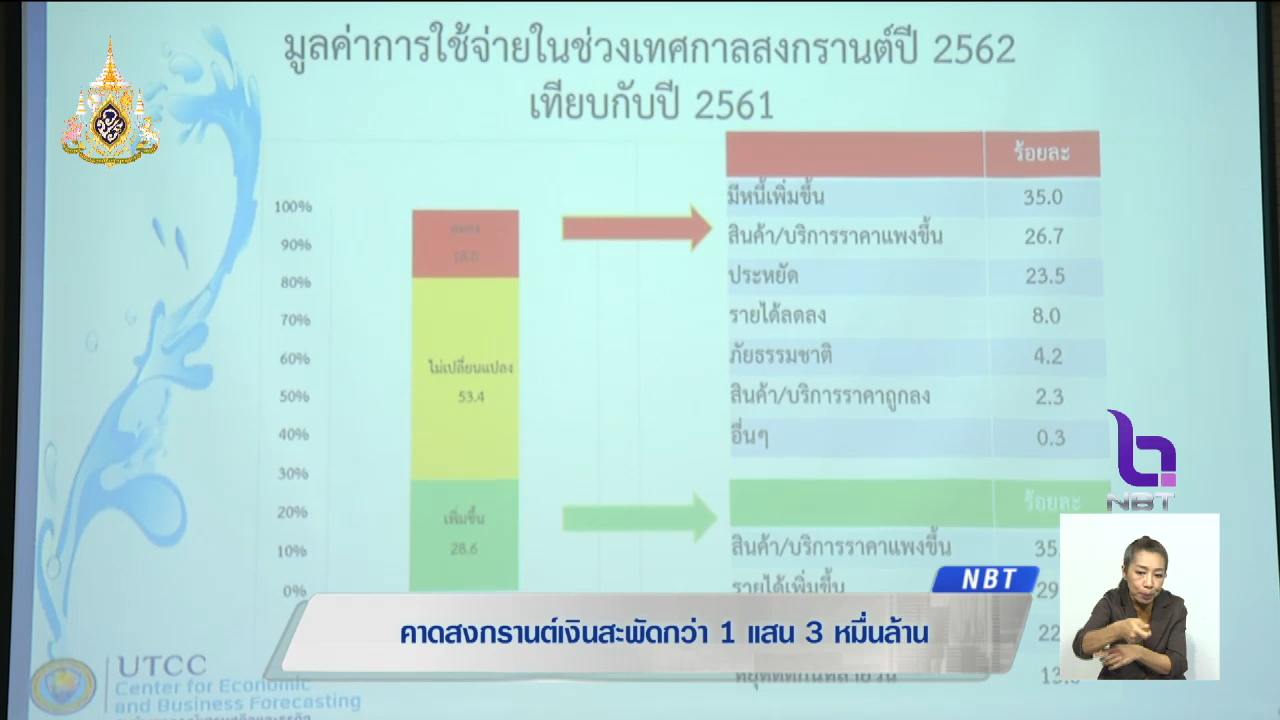 มูลค่าการใช้จ่ายในช่วงเทศกาลสงกรานต์ปี 2562
เทียบกับปี 2561
ร้อยละ
มีหนี้เพิ่มขึ้น 35.0
สินค้า/บริการราคาแพงขึ้น 26.7
ประหยัด 23.5
รายได้ลดลง 8.0
ภัยธรรมชาติ 4.2
สินค้า/บริการราคาถูกลง 2.3
อื่นๆ 0.3
100%
90%
80%
70%
60%
50%
40%
30%
20%
10%
0%
ลดลง
18.0
ไม่เปลี่ยนแปลง
53.4
เพิ่มขึ้น
28.6
ร้อยละ
สินค้า/บริการราคาแพงขึ้น 35
รายได้เพิ่มขึ้น 29
22
NBT
NBT
คาดสงกรานต์เงินสะพัดกว่า 1 แสน 3 หมื่นล้าน
UTCC
Center for Economic
and Business Forecasting